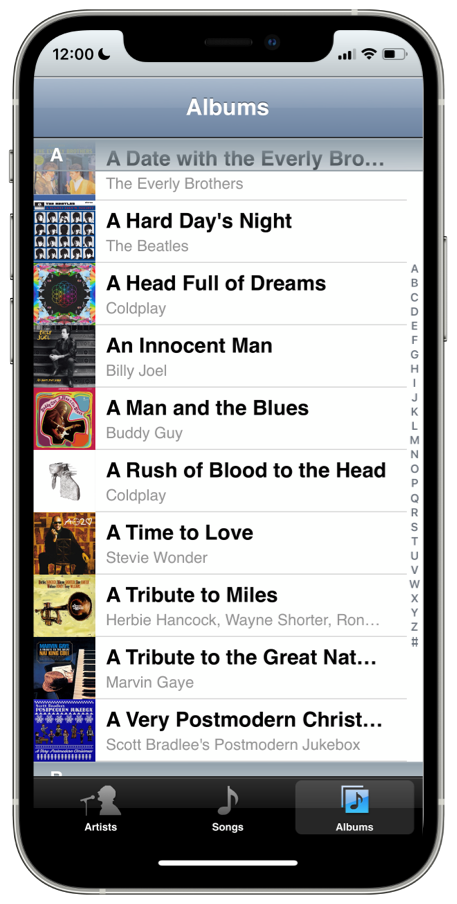 12:00
Albums
A
A Date with the Everly Bro...
The Everly Brothers
A Hard Day's Night
The Beatles
A Head Full of Dreams
Coldplay
An Innocent Man
Billy Joel
A Man and the Blues
Buddy Guy
A Rush of Blood to the Head
Coldplay
A Time to Love
Stevie Wonder
A Tribute to Miles
Herbie Hancock, Wayne Shorter, Ron...
A Tribute to the Great Nat...
Marvin Gaye
A Very Postmodern Christ...
Scott Bradlee's Postmodern Jukebox
A
B
C
D
E
F
G
H
I
J
K
L
M
N
O
P
Q
R
S
T
U
V
W
X
Y
Z
#
Artists
Songs
Albums